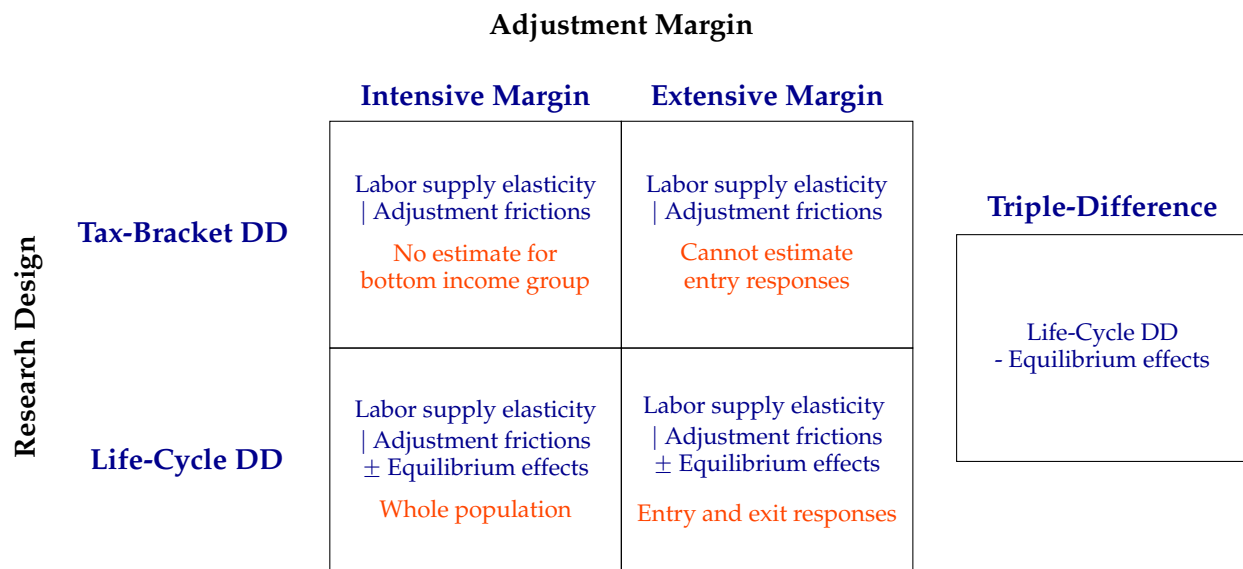 Adjustment Margin
Intensive Margin
Extensive Margin
Research Design
Tax-Bracket DD
Labor supply elasticity
| Adjustment frictions
No estimate for
bottom income group
Labor supply elasticity
| Adjustment frictions
Cannot estimate
entry responses
Life-Cycle DD
Labor supply elasticity
| Adjustment frictions
± Equilibrium effects
Whole population
Labor supply elasticity
| Adjustment frictions
± Equilibrium effects
Entry and exit responses
Triple-Difference
Life-Cycle DD
- Equilibrium effects